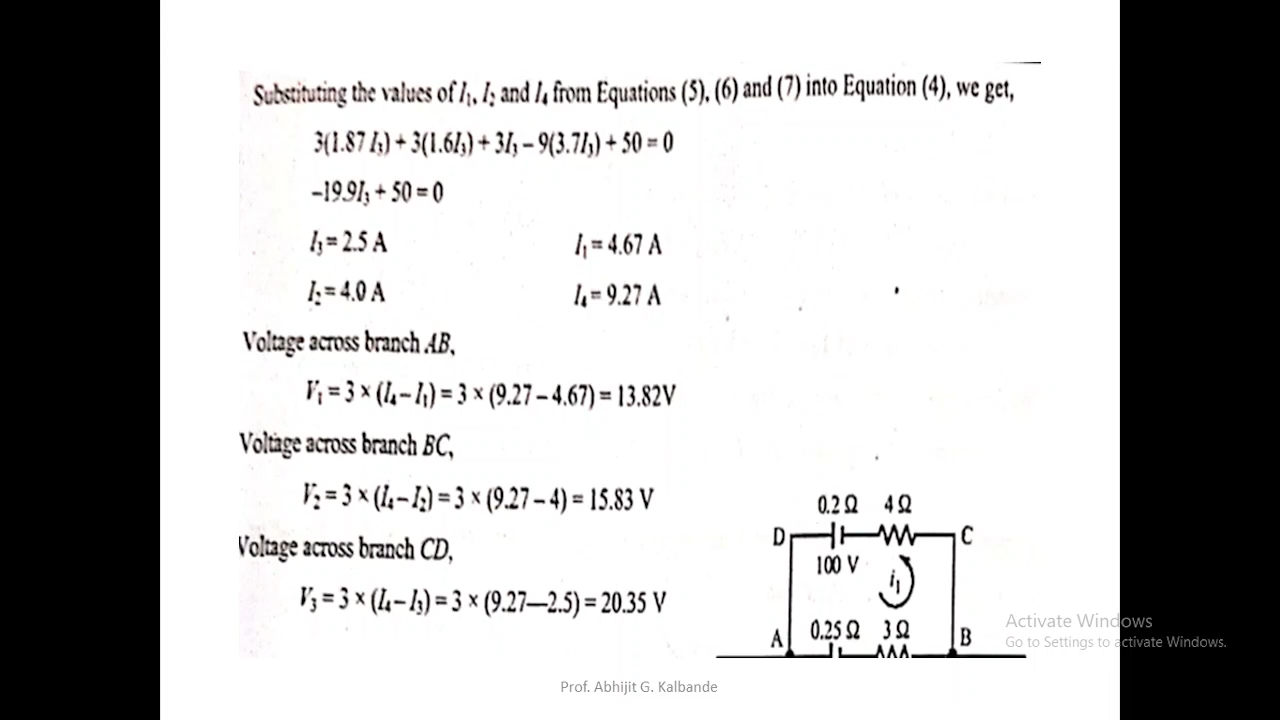 Substituting the values of I₁, I₂ and I₄ from Equations (5), (6) and (7) into Equation (4), we get,
3(1.87 I₃) + 3(1.6I₃) + 3I₃ – 9(3.7I₃) + 50 = 0
–19.9I₃ + 50 = 0
I₃ = 2.5 A I₁ = 4.67 A
I₂ = 4.0 A I₄ = 9.27 A
Voltage across branch AB,
V₁ = 3 × (I₄ – I₁) = 3 × (9.27 – 4.67) = 13.82V
Voltage across branch BC,
V₂ = 3 × (I₄ – I₂) = 3 × (9.27 – 4) = 15.83 V
Voltage across branch CD,
V₃ = 3 × (I₄ – I₃) = 3 × (9.27—2.5) = 20.35 V
0.2 Ω 4 Ω
D C
100 V
i₁
0.25 Ω 3 Ω
A B
Activate Windows
Go to Settings to activate Windows.
Prof. Abhijit G. Kalbande